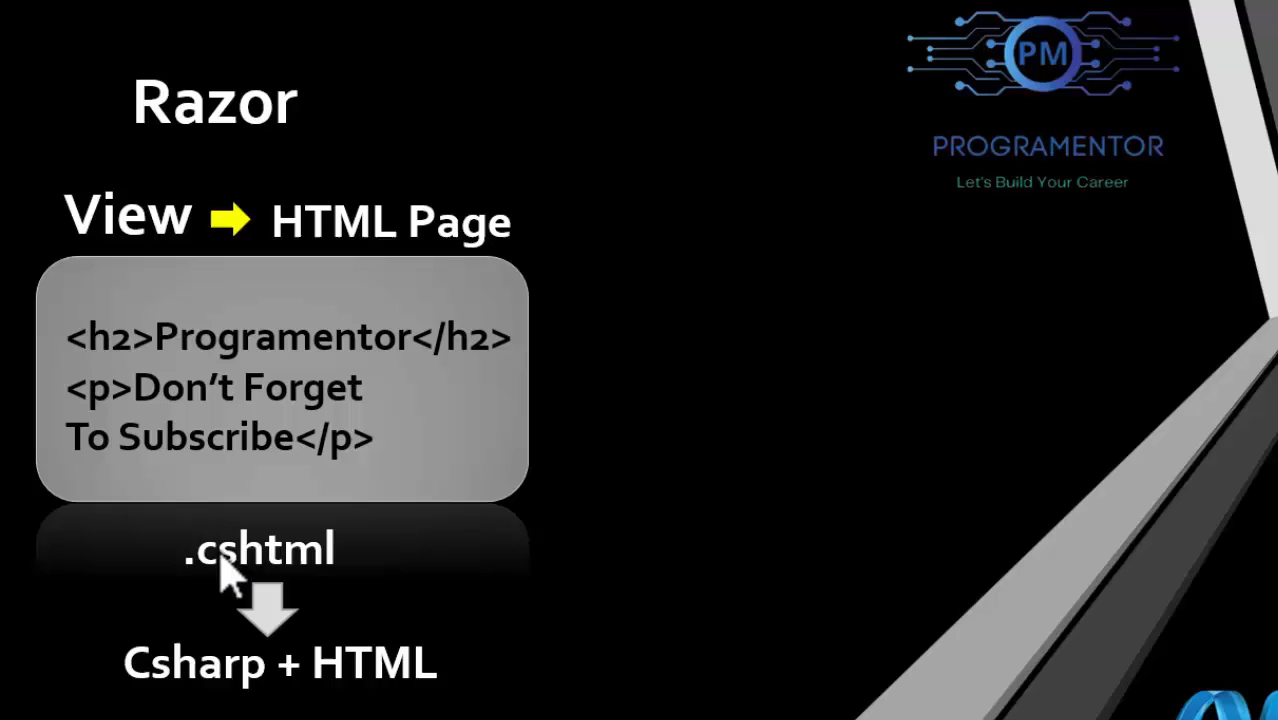 PM
PROGRAMENTOR
Let's Build Your Career
Razor
View HTML Page
<h2>Programentor</h2>
<p>Don’t Forget
To Subscribe</p>
.cshtml
Csharp + HTML